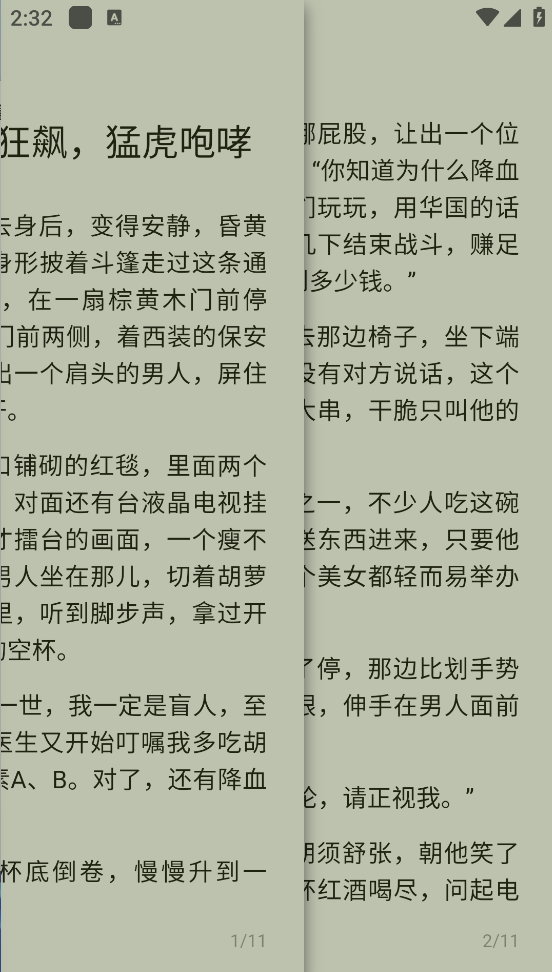 2:32
A
狂飙，猛虎咆哮
去身后，变得安静，昏黄
身形披着斗篷走过这条通
，在一扇棕黄木门前停
门前两侧，着西装的保安
出一个肩头的男人，屏住
。
口铺砌的红毯，里面两个
，对面还有台液晶电视挂
才擂台的画面，一个瘦不
男人坐在那儿，切着胡萝
里，听到脚步声，拿过开
的空杯。
一世，我一定是盲人，至
医生又开始叮嘱我多吃胡
素A、B。对了，还有降血
杯底倒卷，慢慢升到一
1/11
那屁股，让出一个位
“你知道为什么降血
们玩玩，用华国的话
几下结束战斗，赚足
多少钱。”
去那边椅子，坐下端
没有对方说话，这个
大串，干脆只叫他的
之一，不少人吃这碗
送东西进来，只要他
个美女都轻而易举办
了停，那边比划手势
眼，伸手在男人面前
伦，请正视我。”
胡须舒张，朝他笑了
杯红酒喝尽，问起电
2/11